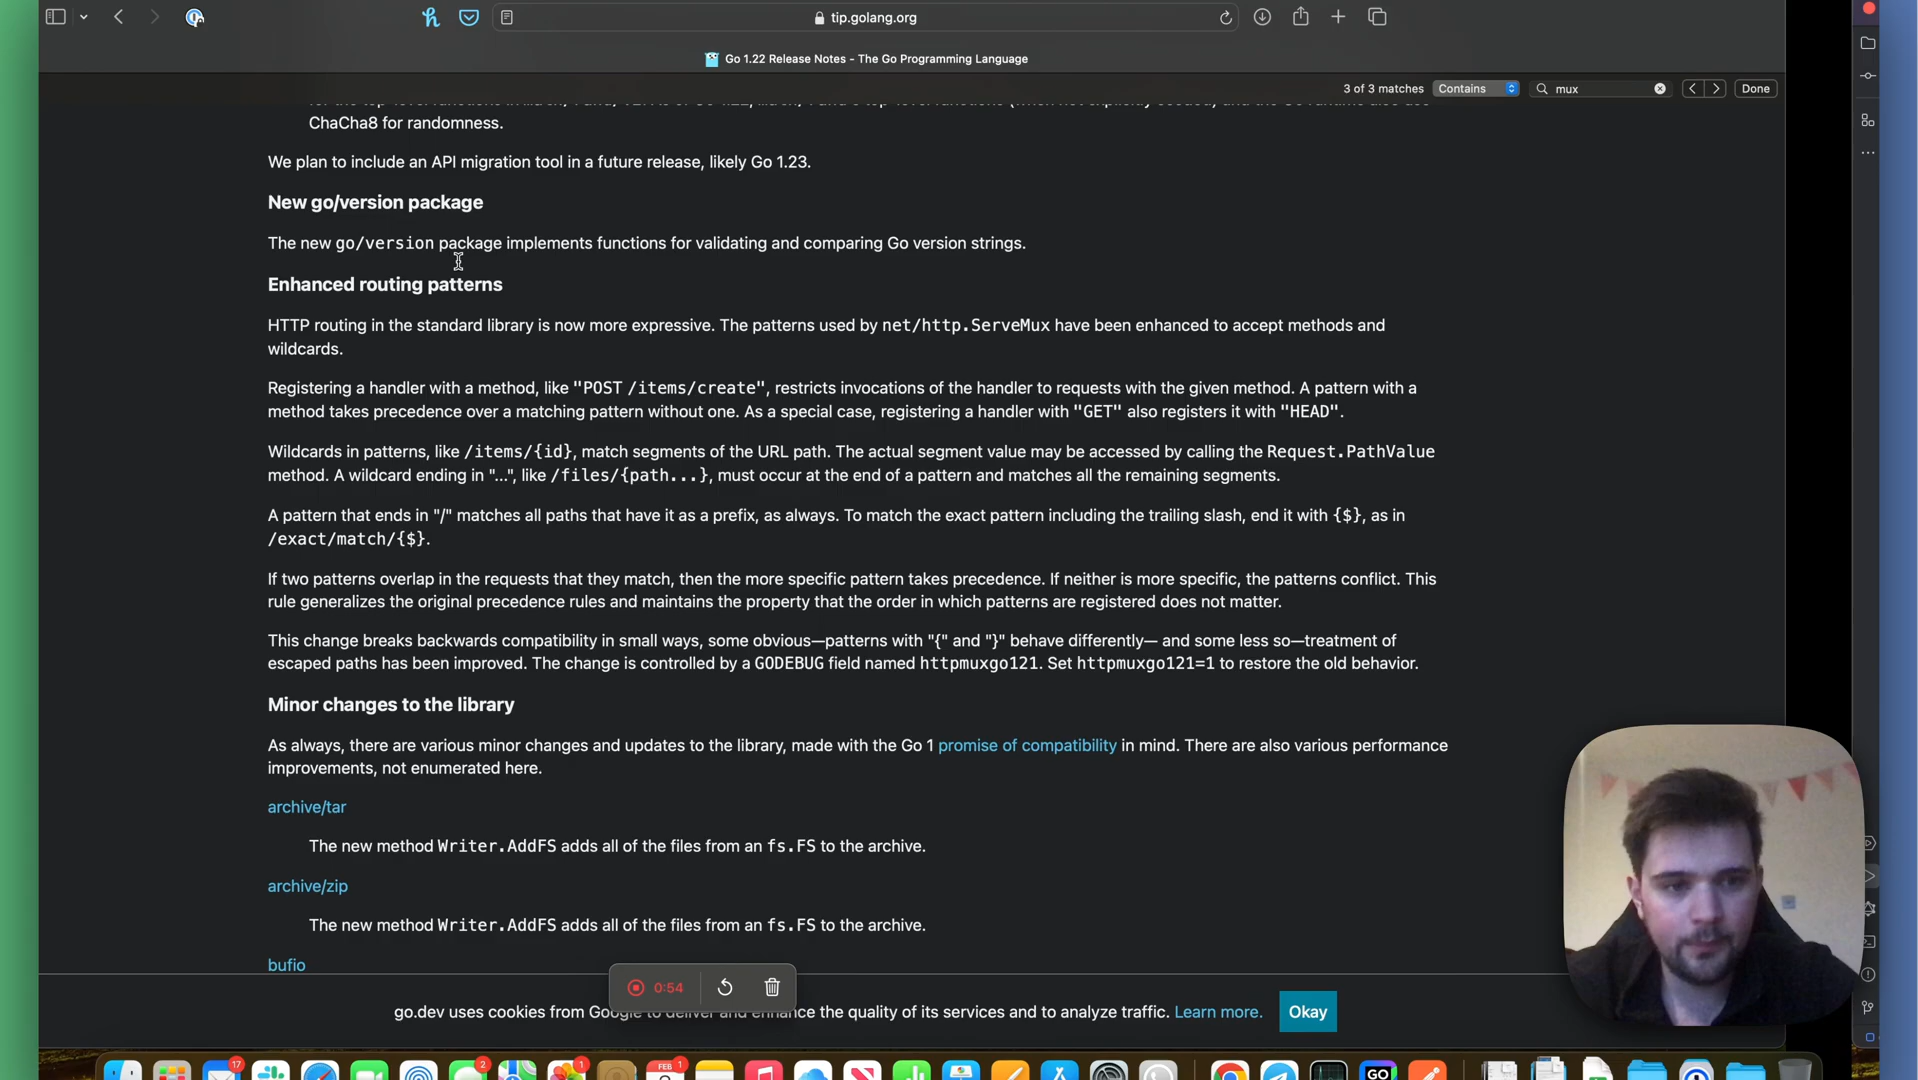 tip.golang.org
Go 1.22 Release Notes - The Go Programming Language
3 of 3 matches Contains mux Done
ChaCha8 for randomness.
We plan to include an API migration tool in a future release, likely Go 1.23.
New go/version package
The new go/version package implements functions for validating and comparing Go version strings.
Enhanced routing patterns
HTTP routing in the standard library is now more expressive. The patterns used by net/http.ServeMux have been enhanced to accept methods and
wildcards.
Registering a handler with a method, like "POST /items/create", restricts invocations of the handler to requests with the given method. A pattern with a
method takes precedence over a matching pattern without one. As a special case, registering a handler with "GET" also registers it with "HEAD".
Wildcards in patterns, like /items/{id}, match segments of the URL path. The actual segment value may be accessed by calling the Request.PathValue
method. A wildcard ending in "...", like /files/{path...}, must occur at the end of a pattern and matches all the remaining segments.
A pattern that ends in "/" matches all paths that have it as a prefix, as always. To match the exact pattern including the trailing slash, end it with {$}, as in
/exact/match/{$}.
If two patterns overlap in the requests that they match, then the more specific pattern takes precedence. If neither is more specific, the patterns conflict. This
rule generalizes the original precedence rules and maintains the property that the order in which patterns are registered does not matter.
This change breaks backwards compatibility in small ways, some obvious—patterns with "{" and "}" behave differently— and some less so—treatment of
escaped paths has been improved. The change is controlled by a GODEBUG field named httpmuxgo121. Set httpmuxgo121=1 to restore the old behavior.
Minor changes to the library
As always, there are various minor changes and updates to the library, made with the Go 1 promise of compatibility in mind. There are also various performance
improvements, not enumerated here.
archive/tar
The new method Writer.AddFS adds all of the files from an fs.FS to the archive.
archive/zip
The new method Writer.AddFS adds all of the files from an fs.FS to the archive.
bufio
0:54
go.dev uses cookies from Google to deliver and enhance the quality of its services and to analyze traffic. Learn more. Okay
17
2
1
FEB
1
GO